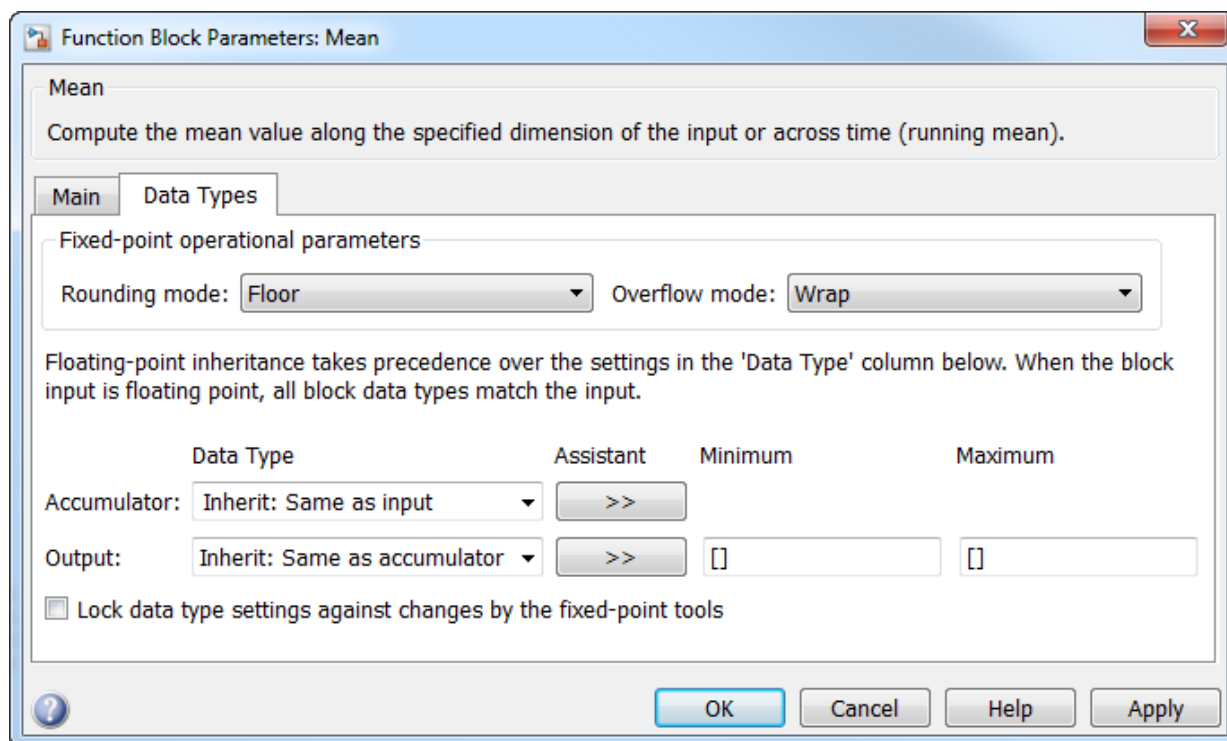 Function Block Parameters: Mean
X
Mean
Compute the mean value along the specified dimension of the input or across time (running mean).
Main Data Types
Fixed-point operational parameters
Rounding mode: Floor Overflow mode: Wrap
Floating-point inheritance takes precedence over the settings in the 'Data Type' column below. When the block
input is floating point, all block data types match the input.
Data Type Assistant Minimum Maximum
Accumulator: Inherit: Same as input >>
Output: Inherit: Same as accumulator >> [] []
Lock data type settings against changes by the fixed-point tools
? OK Cancel Help Apply